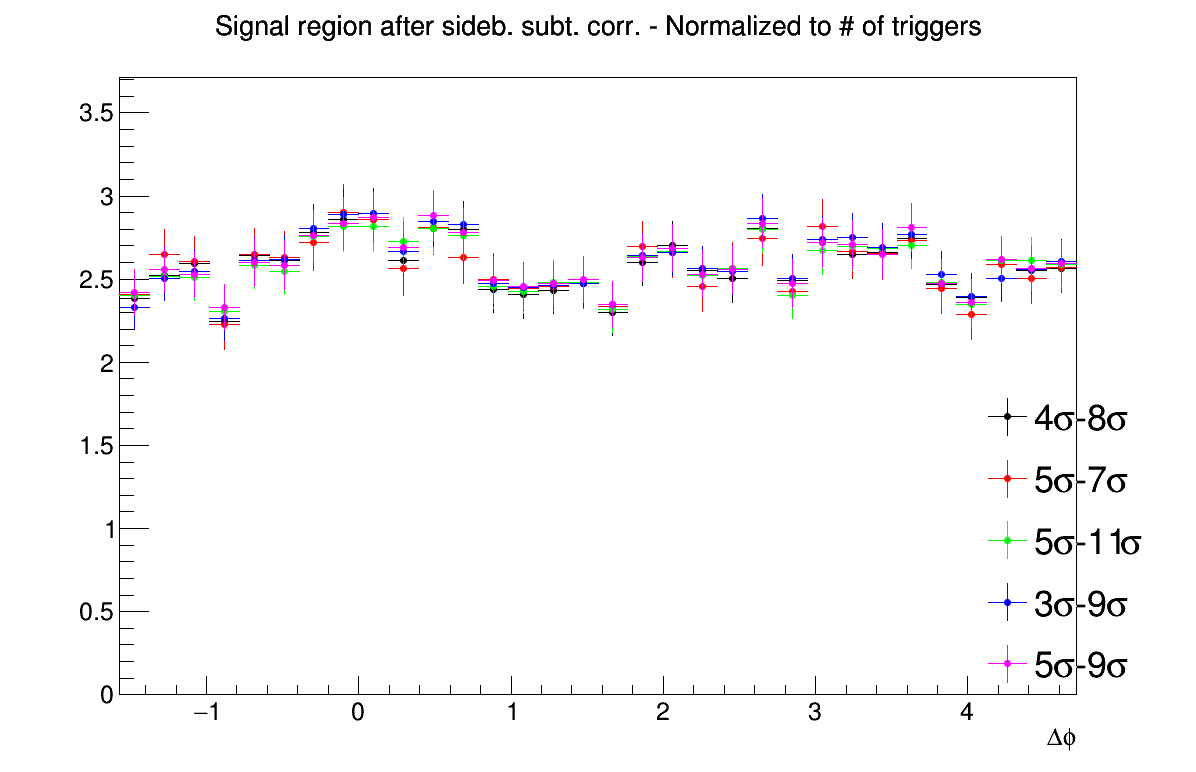 Signal region after sideb. subt. corr. - Normalized to # of triggers
3.5
3
2.5
2
1.5
1
0.5
0
4σ-8σ
5σ-7σ
5σ-11σ
3σ-9σ
5σ-9σ
−1 0 1 2 3 4
Δϕ